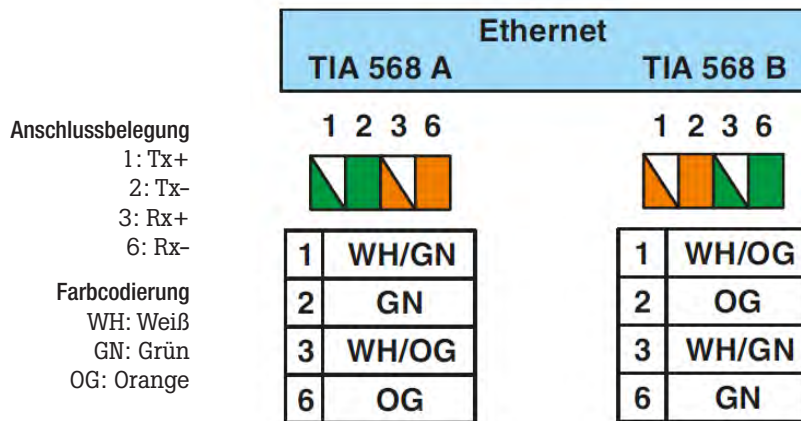 Ethernet
TIA 568 A TIA 568 B
Anschlussbelegung
1: Tx+
2: Tx–
3: Rx+
6: Rx–
Farbcodierung
WH: Weiß
GN: Grün
OG: Orange
1 2 3 6
1 WH/GN
2 GN
3 WH/OG
6 OG
1 2 3 6
1 WH/OG
2 OG
3 WH/GN
6 GN